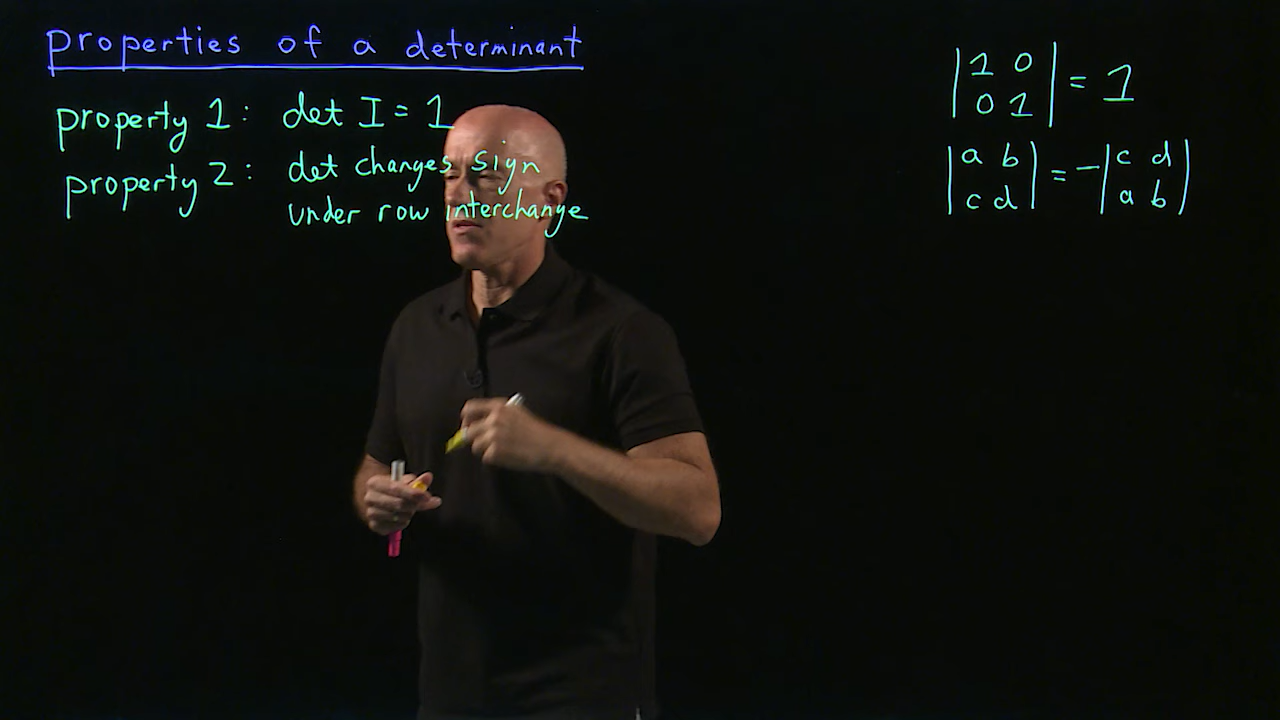 properties of a determinant
property 1: det I = 1
property 2: det changes sign
under row interchange
|1 0|
|0 1| = 1
|a b|
|c d| = -|c d|
|a b|